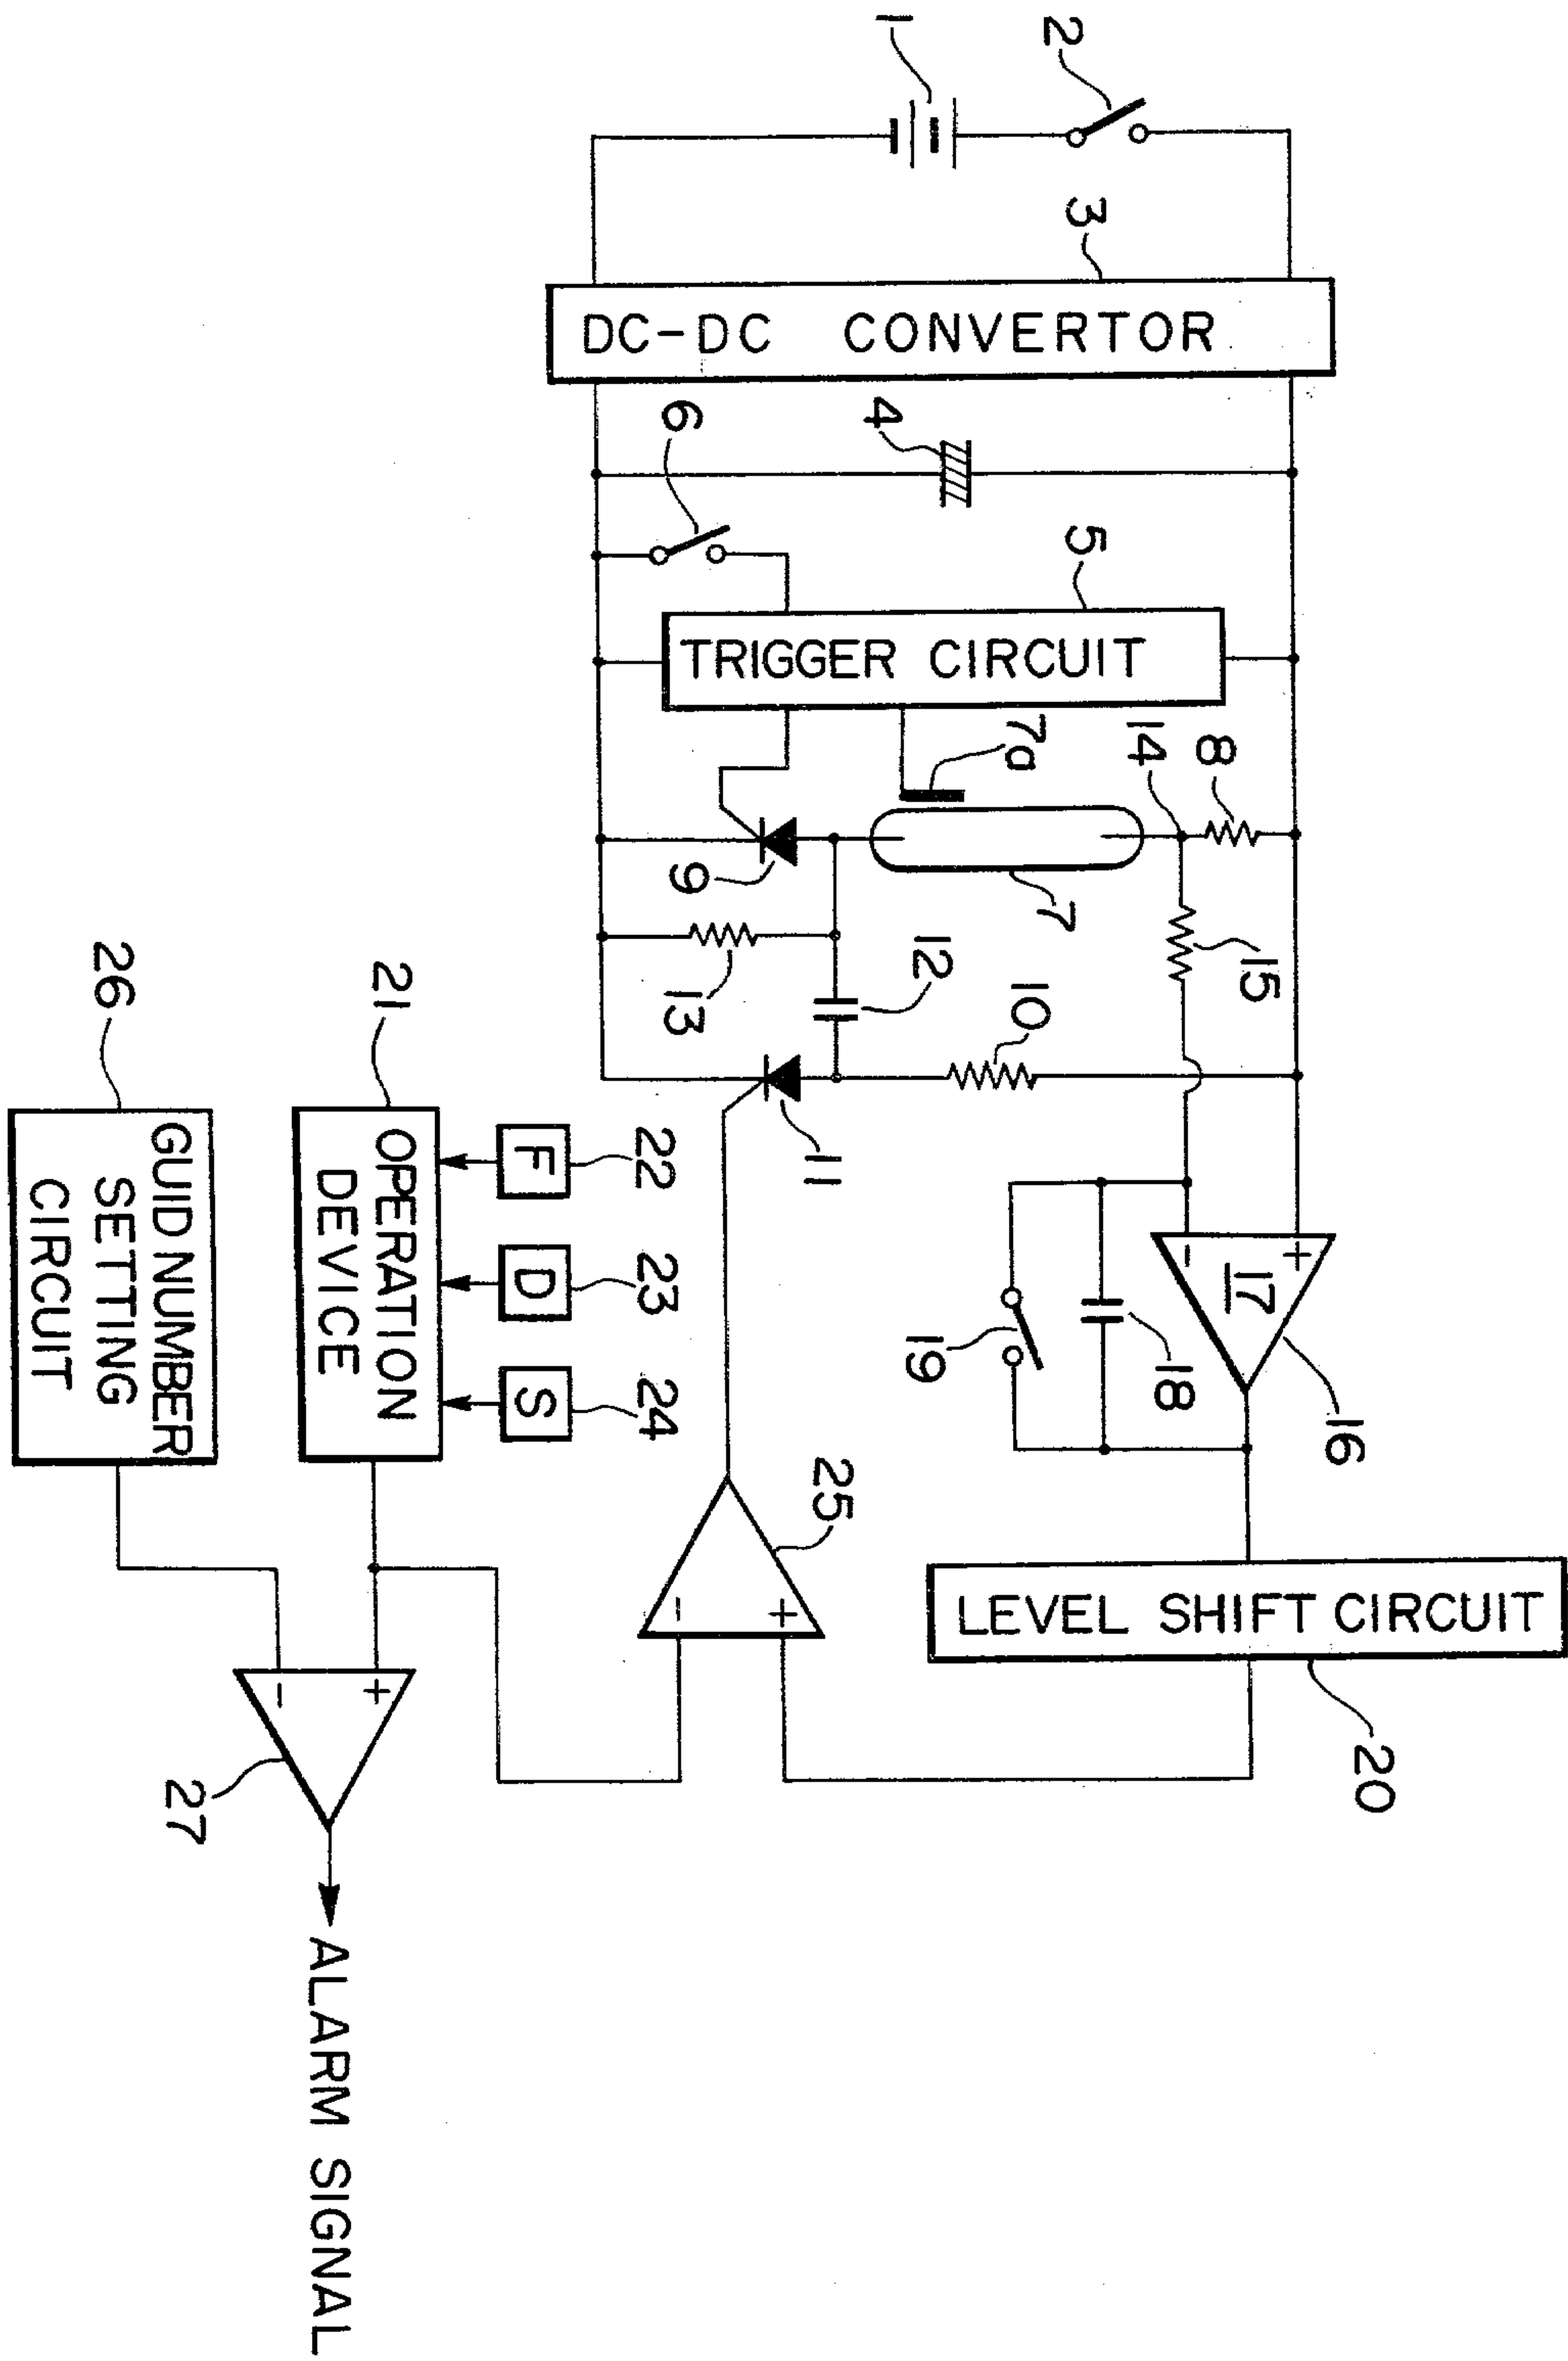 1
2
3
DC-DC CONVERTOR
4
6
5
TRIGGER CIRCUIT
7a
14
8
9
7
13
12
10
15
11
+
-
17
16
18
19
LEVEL SHIFT CIRCUIT
20
25
+
-
26
GUID NUMBER
SETTING
CIRCUIT
21
OPERATION
DEVICE
F
22
D
23
S
24
+
-
27
ALARM SIGNAL